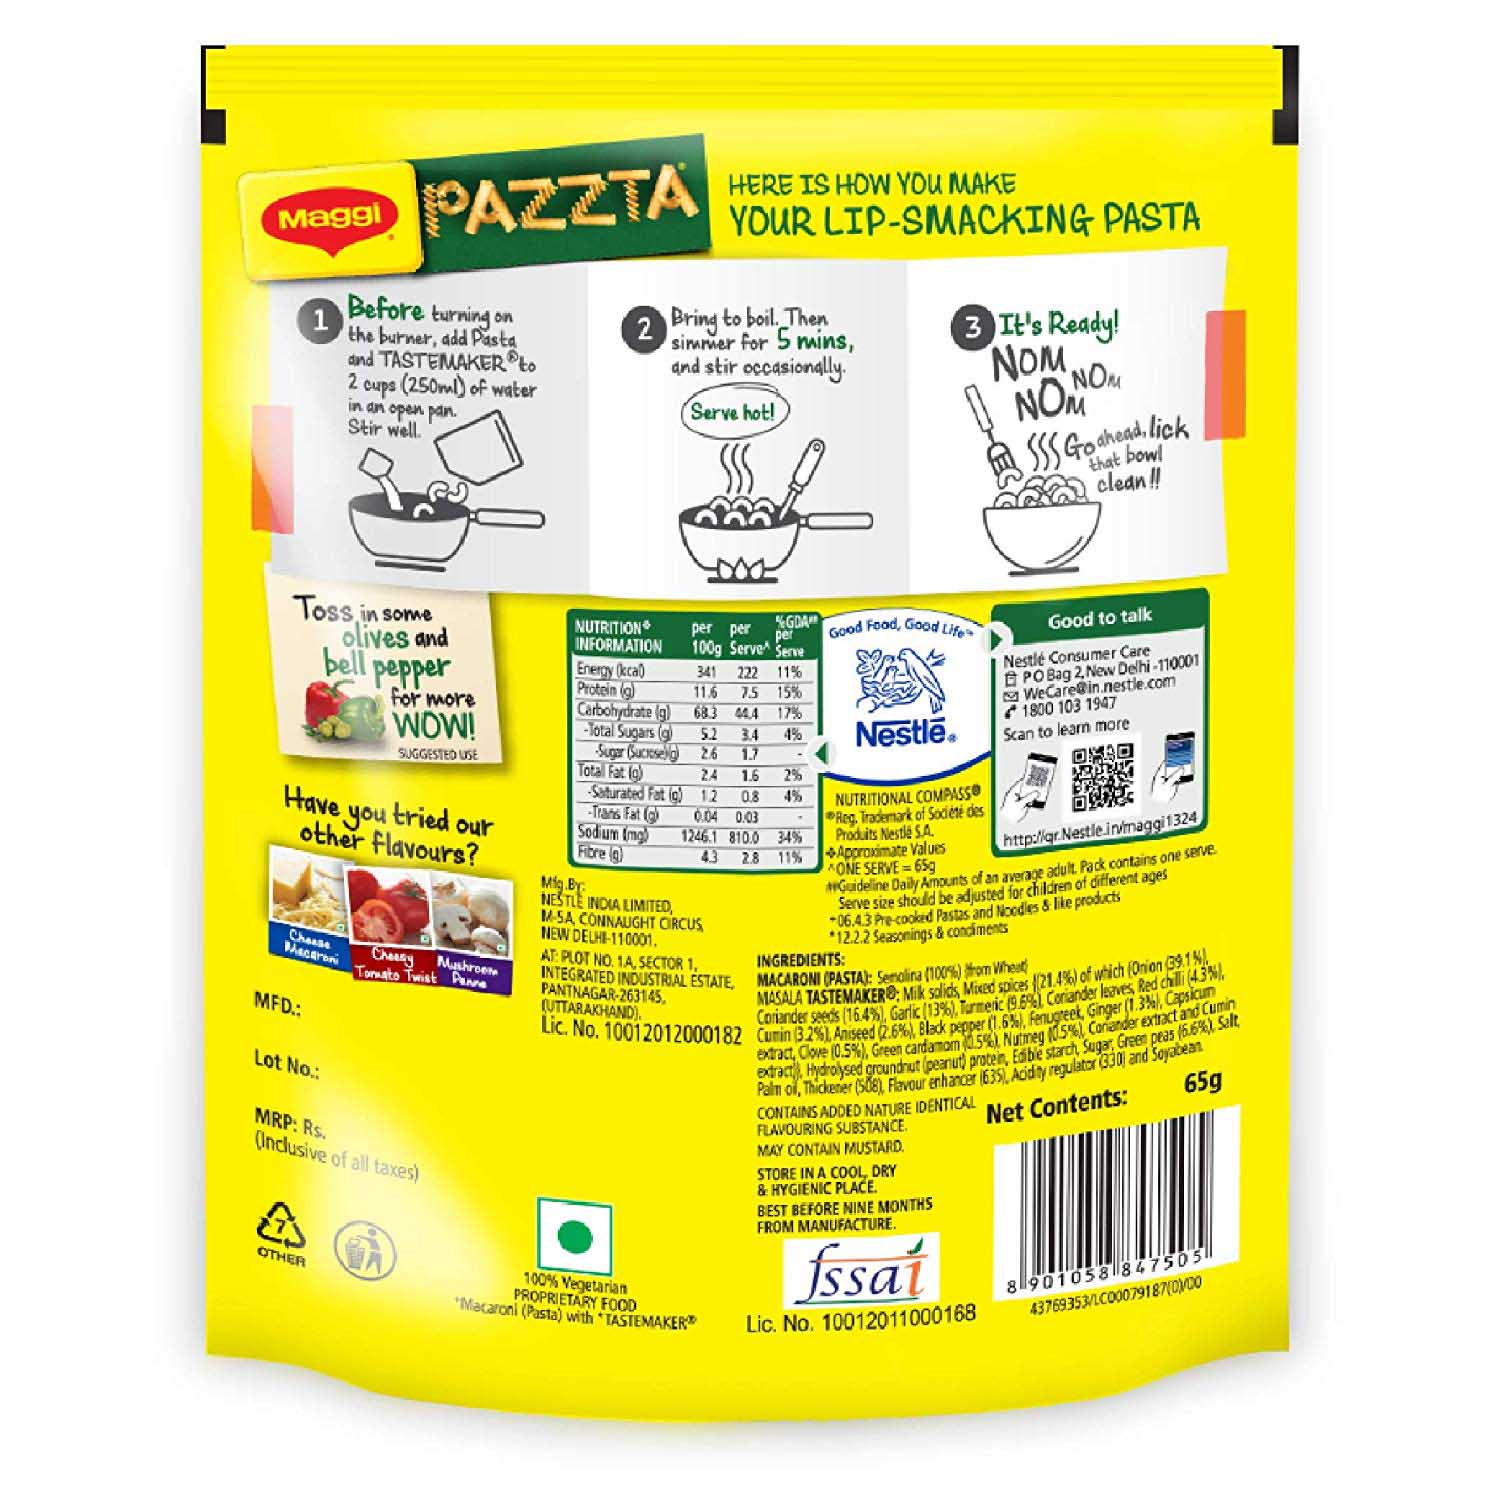 Maggi
PAZZTA
HERE IS HOW YOU MAKE
YOUR LIP-SMACKING PASTA
1 Before turning on
the burner, add Pasta
and TASTEMAKER® to
2 cups (250ml) of water
in an open pan.
Stir well.
2 Bring to boil. Then
simmer for 5 mins,
and stir occasionally.
Serve hot!
3 It's Ready!
NOM
NOM NOM
Go ahead, lick
that bowl
clean!!
Toss in some
olives and
bell pepper
for more
WOW!
SUGGESTED USE
Have you tried our
other flavours?
Cheese
Macaroni
Cheesy
Tomato Twist
Mushroom
Penne
NUTRITION❖ INFORMATION per 100g per Serve^ %GDA## per Serve
Energy (kcal) 341 222 11%
Protein (g) 11.6 7.5 15%
Carbohydrate (g) 68.3 44.4 17%
-Total Sugars (g) 5.2 3.4 4%
-Sugar (Sucrose)(g) 2.6 1.7 -
Total Fat (g) 2.4 1.6 2%
-Saturated Fat (g) 1.2 0.8 4%
-Trans Fat (g) 0.04 0.03 -
Sodium (mg) 1246.1 810.0 34%
Fibre (g) 4.3 2.8 11%
Good Food, Good Life™
Nestlé®
Good to talk
Nestlé Consumer Care
PO Bag 2, New Delhi -110001
WeCare@in.nestle.com
1800 103 1947
Scan to learn more
http://qr.Nestle.in/maggi1324
NUTRITIONAL COMPASS®
®Reg. Trademark of Société des
Produits Nestlé S.A.
❖Approximate Values
^ONE SERVE = 65g
##Guideline Daily Amounts of an average adult. Pack contains one serve.
Serve size should be adjusted for children of different ages
+06.4.3 Pre-cooked Pastas and Noodles & like products
*12.2.2 Seasonings & condiments
Mfg.By:
NESTLÉ INDIA LIMITED,
M-5A, CONNAUGHT CIRCUS,
NEW DELHI-110001.
AT: PLOT NO. 1A, SECTOR 1,
INTEGRATED INDUSTRIAL ESTATE,
PANTNAGAR-263145,
(UTTARAKHAND).
Lic. No. 10012012000182
INGREDIENTS:
MACARONI (PASTA): Semolina (100%) (from Wheat)
MASALA TASTEMAKER®: Milk solids, Mixed spices {(21.4%) of which (Onion (39.1%),
Coriander seeds (16.4%), Garlic (13%), Turmeric (9.6%), Coriander leaves, Red chilli (4.3%),
Cumin (3.2%), Aniseed (2.6%), Black pepper (1.6%), Fenugreek, Ginger (1.3%), Capsicum
extract, Clove (0.5%), Green cardamom (0.5%), Nutmeg (0.5%), Coriander extract and Cumin
extract)}, Hydrolysed groundnut (peanut) protein, Edible starch, Sugar, Green peas (6.6%), Salt,
Palm oil, Thickener (508), Flavour enhancer (635), Acidity regulator (330) and Soyabean.
CONTAINS ADDED NATURE IDENTICAL
FLAVOURING SUBSTANCE.
MAY CONTAIN MUSTARD.
STORE IN A COOL, DRY
& HYGIENIC PLACE.
BEST BEFORE NINE MONTHS
FROM MANUFACTURE.
Net Contents: 65g
MFD.:
Lot No.:
MRP: Rs.
(Inclusive of all taxes)
7
OTHER
100% Vegetarian
PROPRIETARY FOOD
+Macaroni (Pasta) with *TASTEMAKER®
fssai
Lic. No. 10012011000168
8 901058 847505
43769353/LC00079187(0)/00